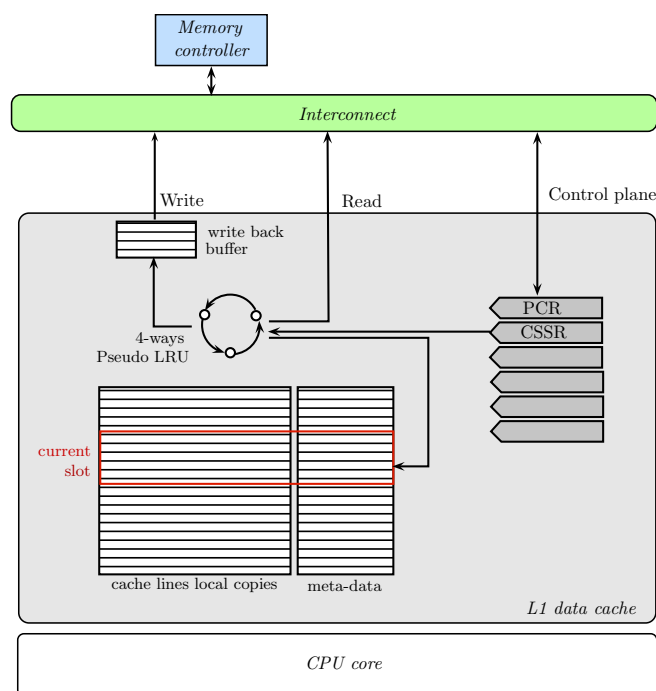 Memory
controller
Interconnect
Write
Read
Control plane
write back
buffer
PCR
CSSR
4-ways
Pseudo LRU
current
slot
cache lines local copies
meta-data
L1 data cache
CPU core